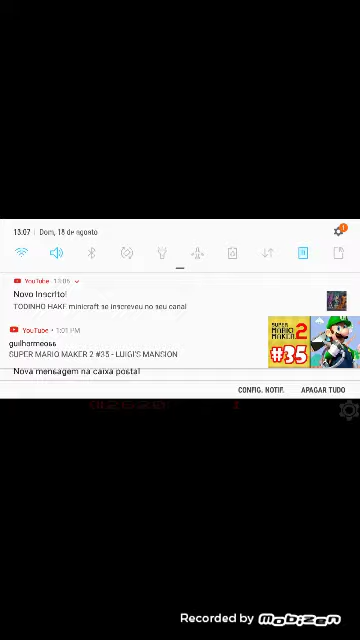 13:07 | Dom, 18 de agosto
YouTube • 13:06
Novo inscrito!
TODINHO HAKF minicraft se inscreveu no seu canal
YouTube • 1:01 PM
guilhermeoss
SUPER MARIO MAKER 2 #35 - LUIGI'S MANSION
SUPER MARIO MAKER 2
#35
Nova mensagem na caixa postal
CONFIG. NOTIF. APAGAR TUDO
Recorded by Mobizen